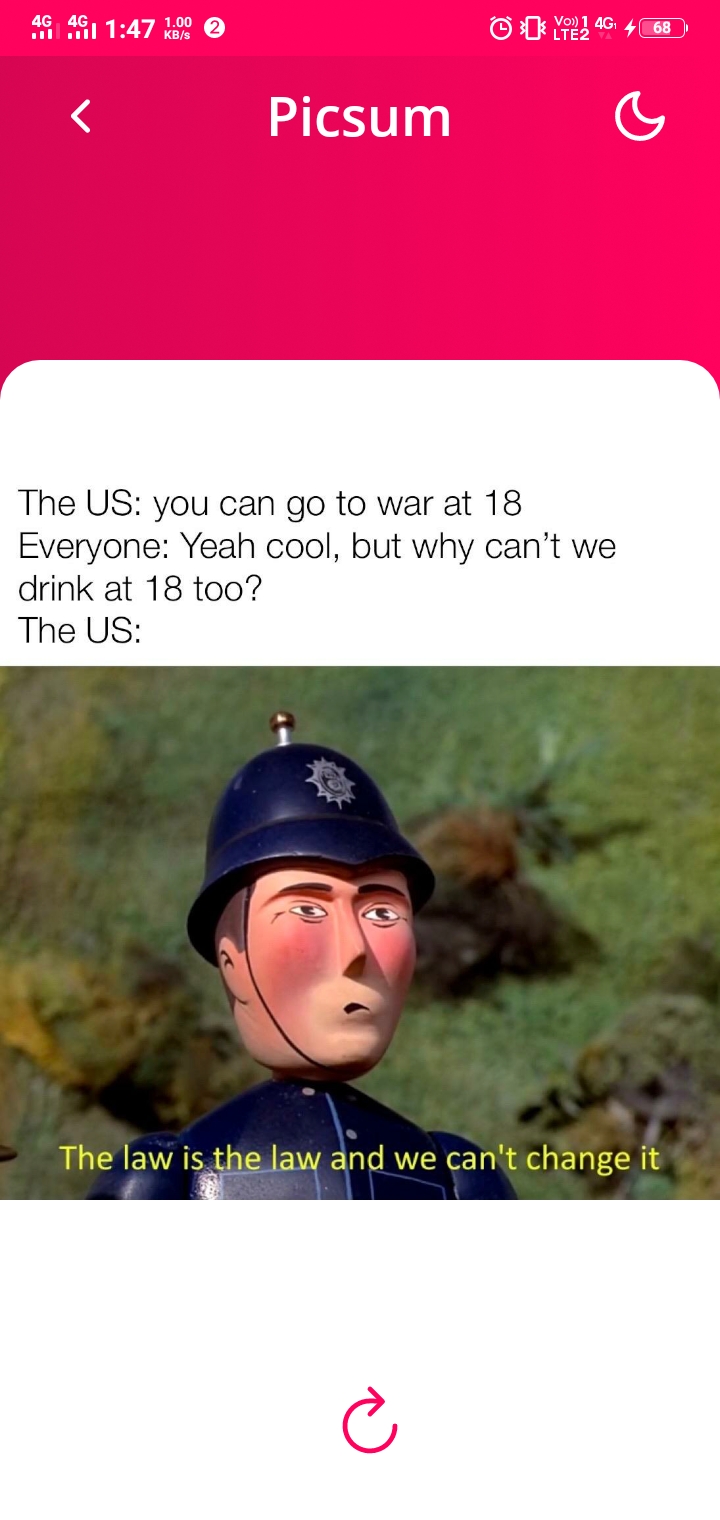 4G 4G 1:47 1.00 KB/s 2 Vo)) 1 LTE2 4G 68
Picsum
The US: you can go to war at 18
Everyone: Yeah cool, but why can’t we
drink at 18 too?
The US:
The law is the law and we can't change it